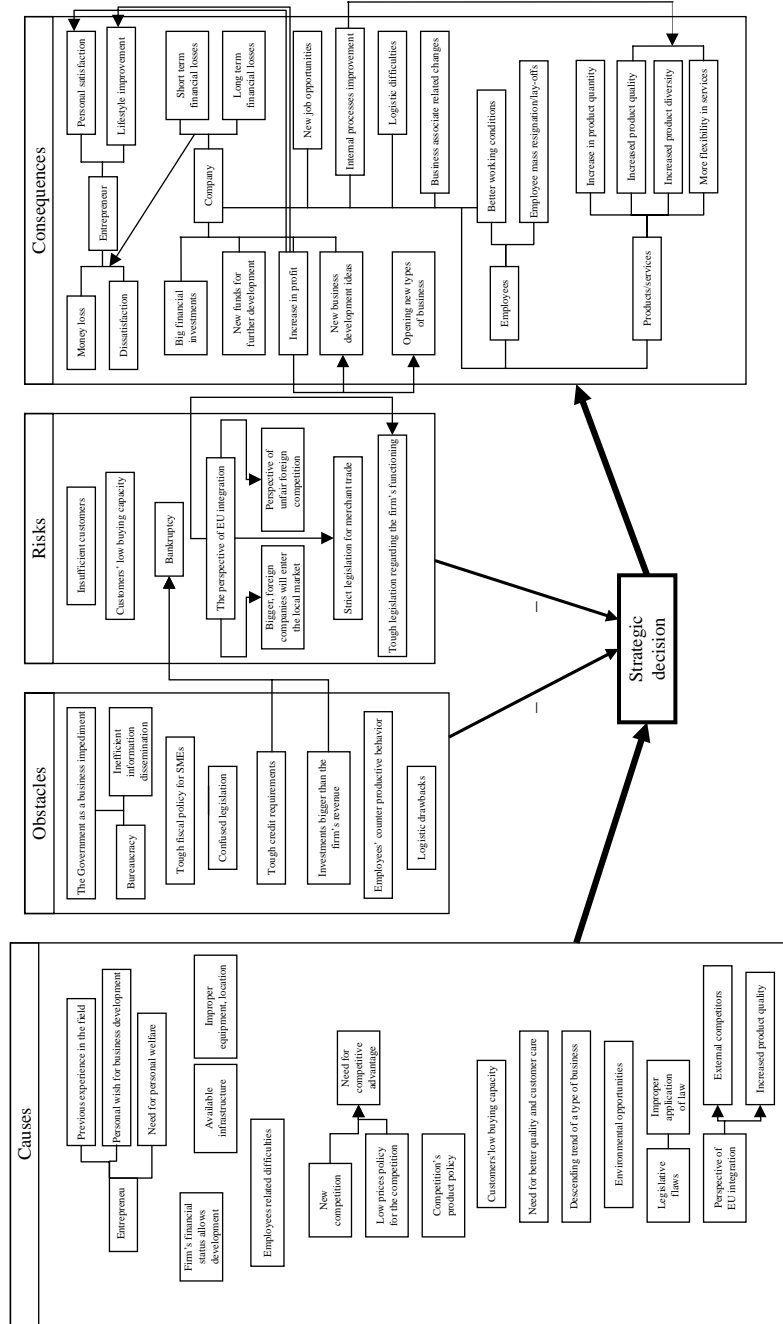 Causes
Previous experience in the field
Personal wish for business development
Need for personal welfare
Entrepreneu
Firm's financial
status allows
development
Available
infrastructure
Improper
equipment, location
Employees related difficulties
New
competition
Low prices policy
for the competition
Need for
competitive
advantage
Competition's
product policy
Customers'low buying capacity
Need for better quality and customer care
Descending trend of a type of business
Environmental opportunities
Legislative
flaws
Improper
application
of law
Perspective of
EU integration
External competitors
Increased product quality
Obstacles
The Government as a business impediment
Bureaucracy
Inefficient
information
dissemination
Tough fiscal policy for SMEs
Confused legislation
Tough credit requirements
Investments bigger than the
firm's revenue
Employees' counter productive behavior
Logistic drawbacks
Risks
Insufficient customers
Customers' low buying capacity
Bankruptcy
The perspective of EU integration
Bigger, foreign
companies will enter
the local market
Perspective of
unfair foreign
competition
Strict legislation for merchant trade
Tough legislation regarding the firm's functioning
Consequences
Money loss
Dissatisfaction
Entrepreneur
Personal satisfaction
Lifestyle improvement
Big financial
investments
New funds for
further development
Increase in profit
New business
development ideas
Opening new types
of business
Company
Short term
financial losses
Long term
financial losses
New job opportunities
Internal processes improvement
Logistic difficulties
Business associate related changes
Employees
Better working conditions
Employee mass resignation/lay-offs
Products/services
Increase in product quantity
Increased product quality
Increased product diversity
More flexibility in services
–
–
Strategic
decision